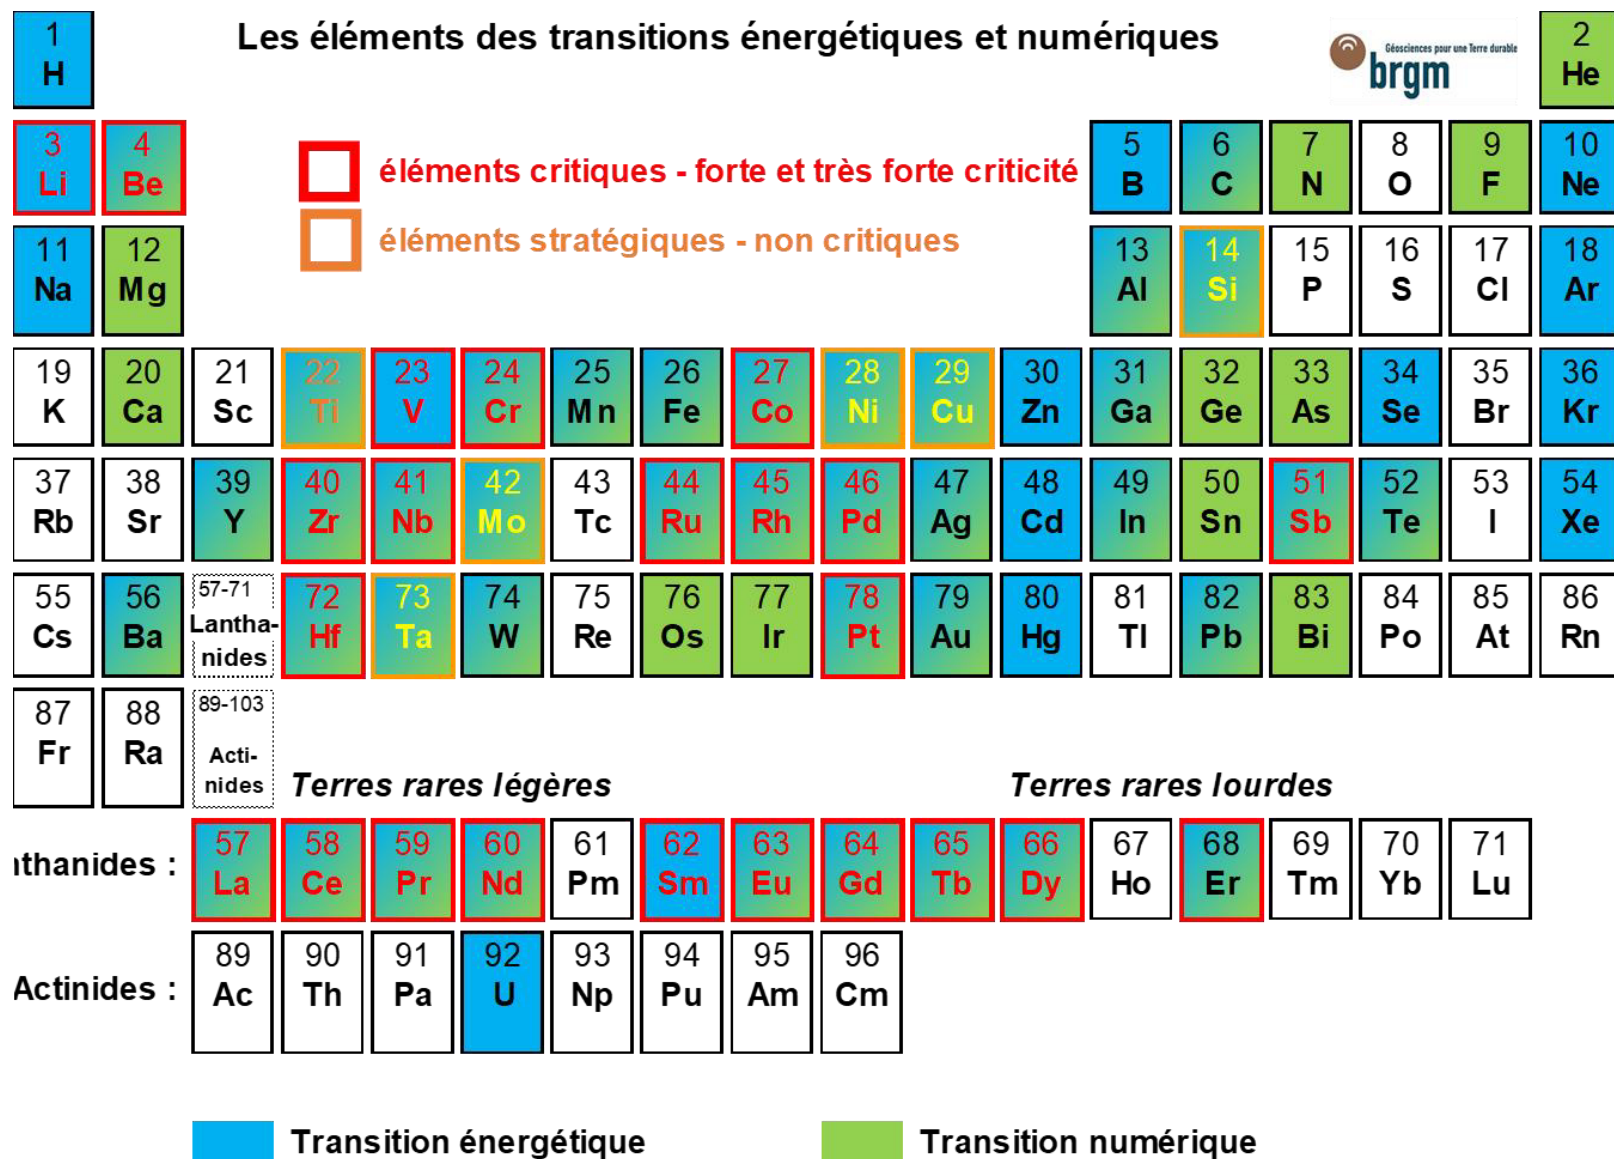 Les éléments des transitions énergétiques et numériques
Géosciences pour une Terre durable
brgm
1 2
H He
3 4 5 6 7 8 9 10
Li Be B C N O F Ne
éléments critiques - forte et très forte criticité
éléments stratégiques - non critiques
11 12 13 14 15 16 17 18
Na Mg Al Si P S Cl Ar
19 20 21 22 23 24 25 26 27 28 29 30 31 32 33 34 35 36
K Ca Sc Ti V Cr Mn Fe Co Ni Cu Zn Ga Ge As Se Br Kr
37 38 39 40 41 42 43 44 45 46 47 48 49 50 51 52 53 54
Rb Sr Y Zr Nb Mo Tc Ru Rh Pd Ag Cd In Sn Sb Te I Xe
55 56 57-71 72 73 74 75 76 77 78 79 80 81 82 83 84 85 86
Cs Ba Lantha- Hf Ta W Re Os Ir Pt Au Hg Tl Pb Bi Po At Rn
nides
87 88 89-103
Fr Ra Acti-
nides
Terres rares légères Terres rares lourdes
57 58 59 60 61 62 63 64 65 66 67 68 69 70 71
nthanides : La Ce Pr Nd Pm Sm Eu Gd Tb Dy Ho Er Tm Yb Lu
89 90 91 92 93 94 95 96
Actinides : Ac Th Pa U Np Pu Am Cm
Transition énergétique Transition numérique